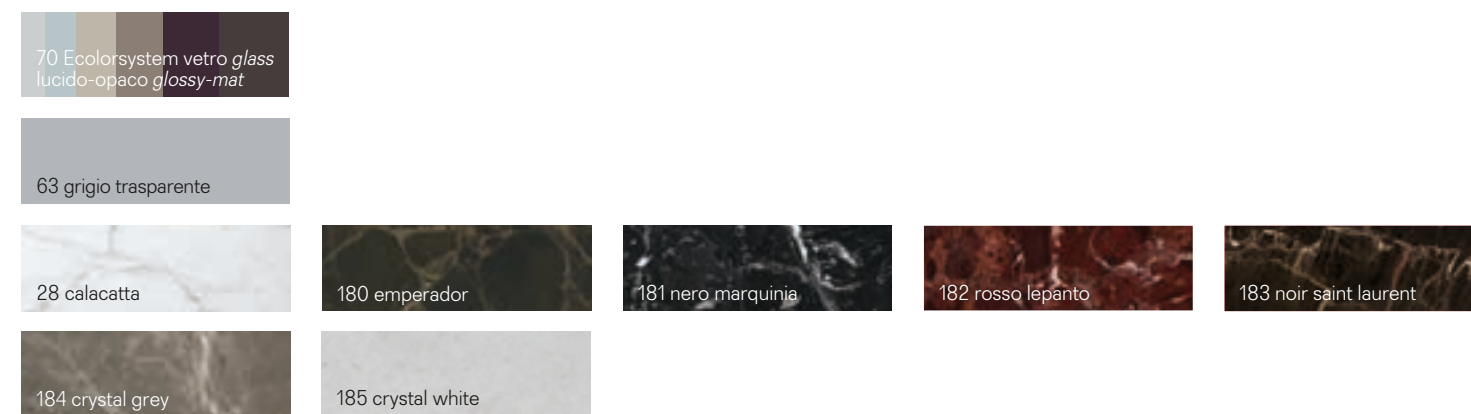 70 Ecolorsystem vetro glass
lucido-opaco glossy-mat
63 grigio trasparente
28 calacatta
180 emperador
181 nero marquinia
182 rosso lepanto
183 noir saint laurent
184 crystal grey
185 crystal white